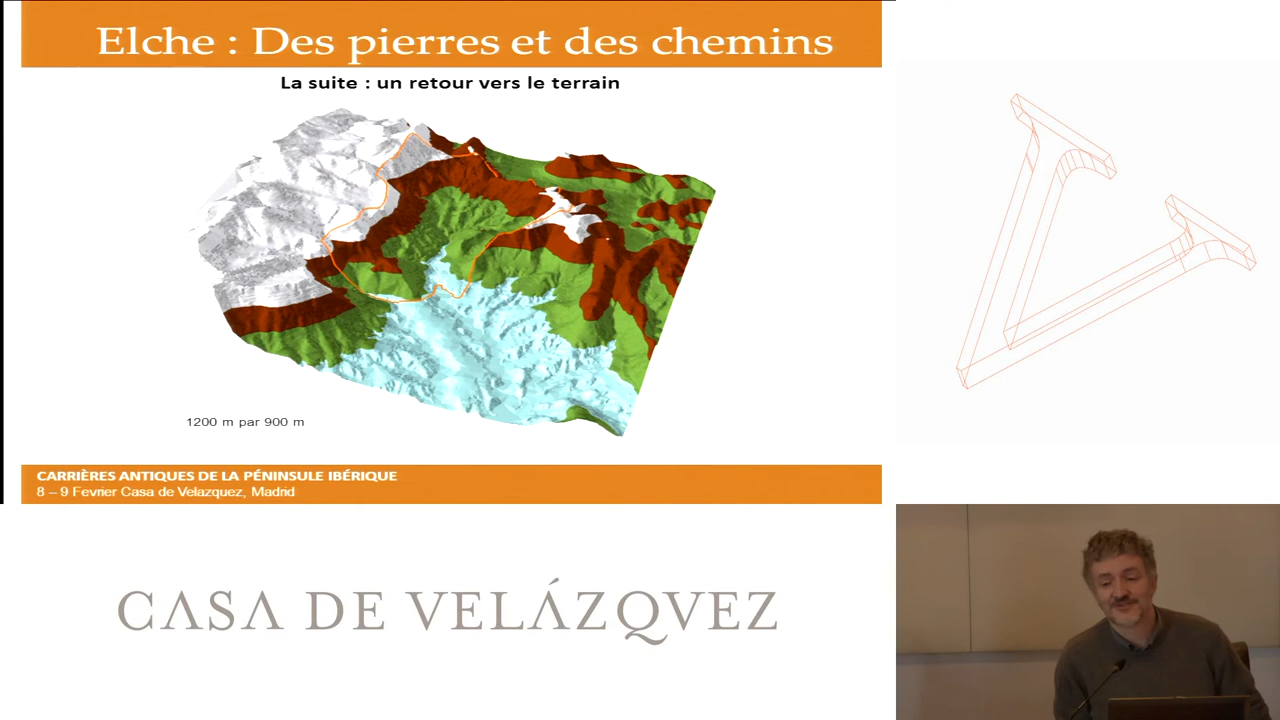 Elche : Des pierres et des chemins
La suite : un retour vers le terrain
1200 m par 900 m
CARRIÈRES ANTIQUES DE LA PÉNINSULE IBÉRIQUE
8 – 9 Fevrier Casa de Velazquez, Madrid
CASA DE VELÁZQVEZ